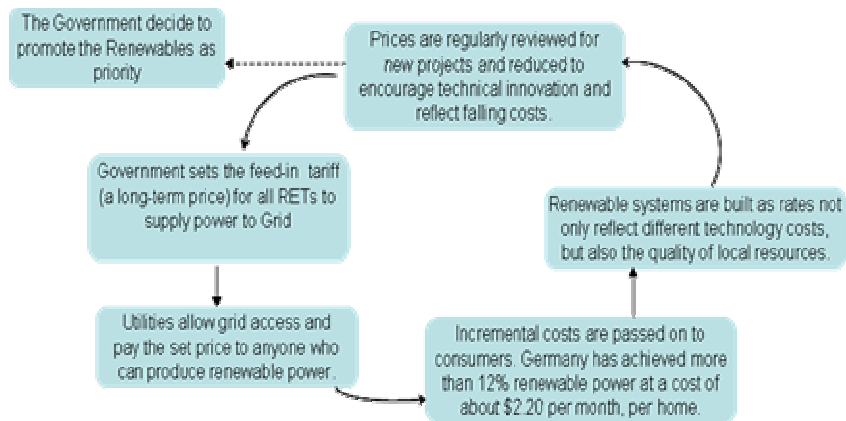 The Government decide to
promote the Renewables as
priority
Prices are regularly reviewed for
new projects and reduced to
encourage technical innovation and
reflect falling costs.
Government sets the feed-in tariff
(a long-term price) for all RETs to
supply power to Grid
Renewable systems are built as rates not
only reflect different technology costs,
but also the quality of local resources.
Utilities allow grid access and
pay the set price to anyone who
can produce renewable power.
Incremental costs are passed on to
consumers. Germany has achieved more
than 12% renewable power at a cost of
about $2.20 per month, per home.